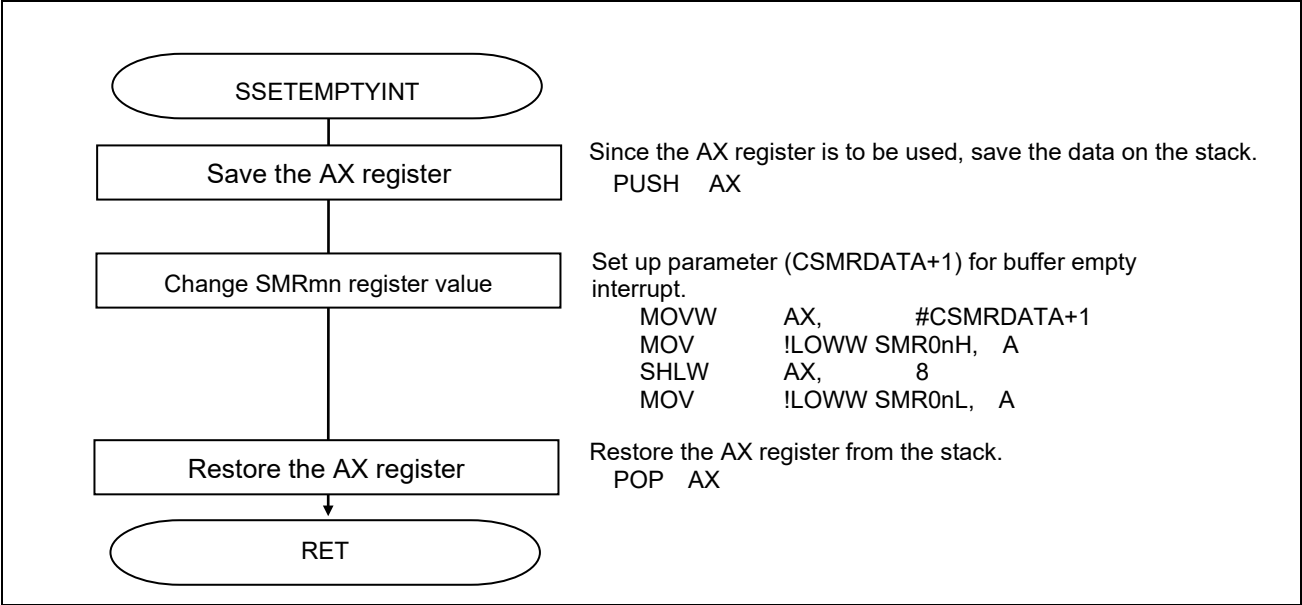 SSETEMPTYINT
Save the AX register
Since the AX register is to be used, save the data on the stack.
PUSH AX
Change SMRmn register value
Set up parameter (CSMRDATA+1) for buffer empty
interrupt.
MOVW AX, #CSMRDATA+1
MOV !LOWW SMR0nH, A
SHLW AX, 8
MOV !LOWW SMR0nL, A
Restore the AX register
Restore the AX register from the stack.
POP AX
RET